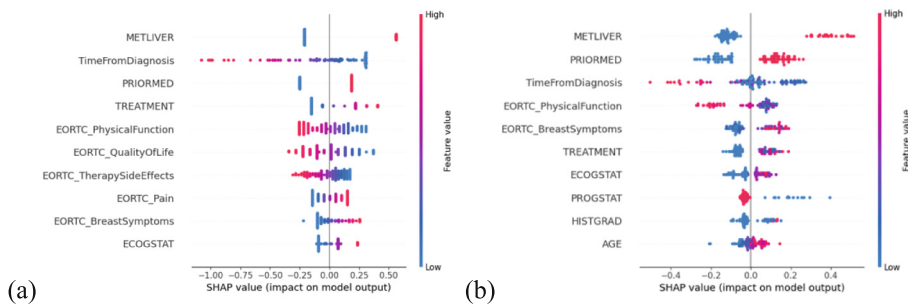 METLIVER
TimeFromDiagnosis
PRIORMED
TREATMENT
EORTC_PhysicalFunction
EORTC_QualityOfLife
EORTC_TherapySideEffects
EORTC_Pain
EORTC_BreastSymptoms
ECOGSTAT
−1.00 −0.75 −0.50 −0.25 0.00 0.25 0.50
SHAP value (impact on model output)
High
Feature value
Low
(a)
METLIVER
PRIORMED
TimeFromDiagnosis
EORTC_PhysicalFunction
EORTC_BreastSymptoms
TREATMENT
ECOGSTAT
PROGSTAT
HISTGRAD
AGE
−0.4 −0.2 0.0 0.2 0.4
SHAP value (impact on model output)
High
Feature value
Low
(b)